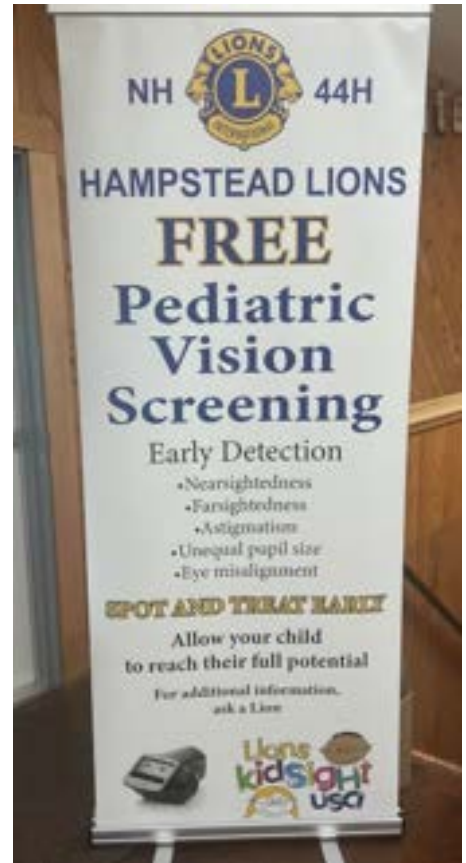 LIONS
NH L 44H
INTERNATIONAL
HAMPSTEAD LIONS
FREE
Pediatric
Vision
Screening
Early Detection
•Nearsightedness
•Farsightedness
•Astigmatism
•Unequal pupil size
•Eye misalignment
SPOT AND TREAT EARLY
Allow your child
to reach their full potential
For additional information,
ask a Lion
Lions
kidSigHt
USA